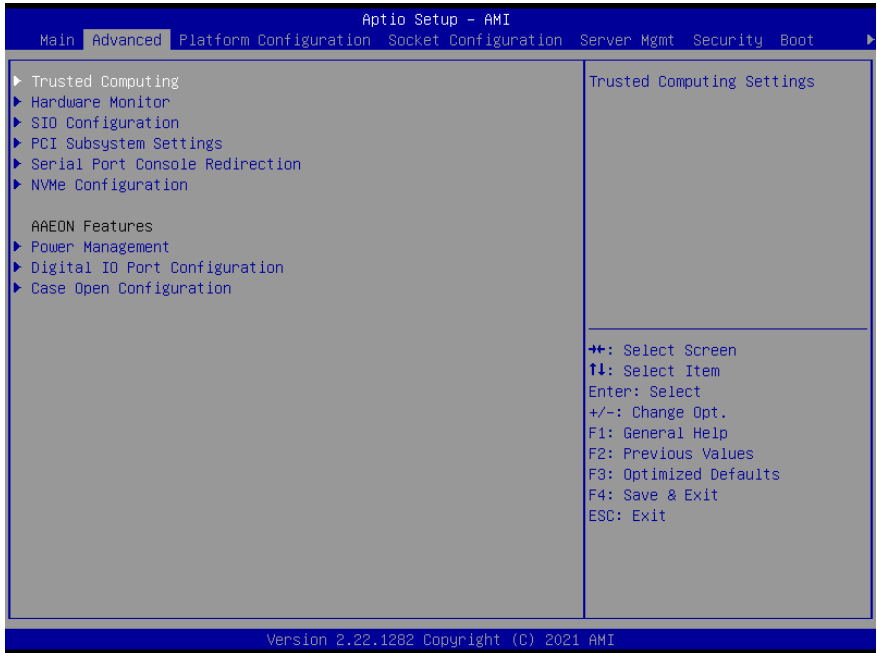 Aptio Setup – AMI
Main Advanced Platform Configuration Socket Configuration Server Mgmt Security Boot
Trusted Computing
Hardware Monitor
SIO Configuration
PCI Subsystem Settings
Serial Port Console Redirection
NVMe Configuration
AAEON Features
Power Management
Digital IO Port Configuration
Case Open Configuration
Trusted Computing Settings
→←: Select Screen
↑↓: Select Item
Enter: Select
+/-: Change Opt.
F1: General Help
F2: Previous Values
F3: Optimized Defaults
F4: Save & Exit
ESC: Exit
Version 2.22.1282 Copyright (C) 2021 AMI